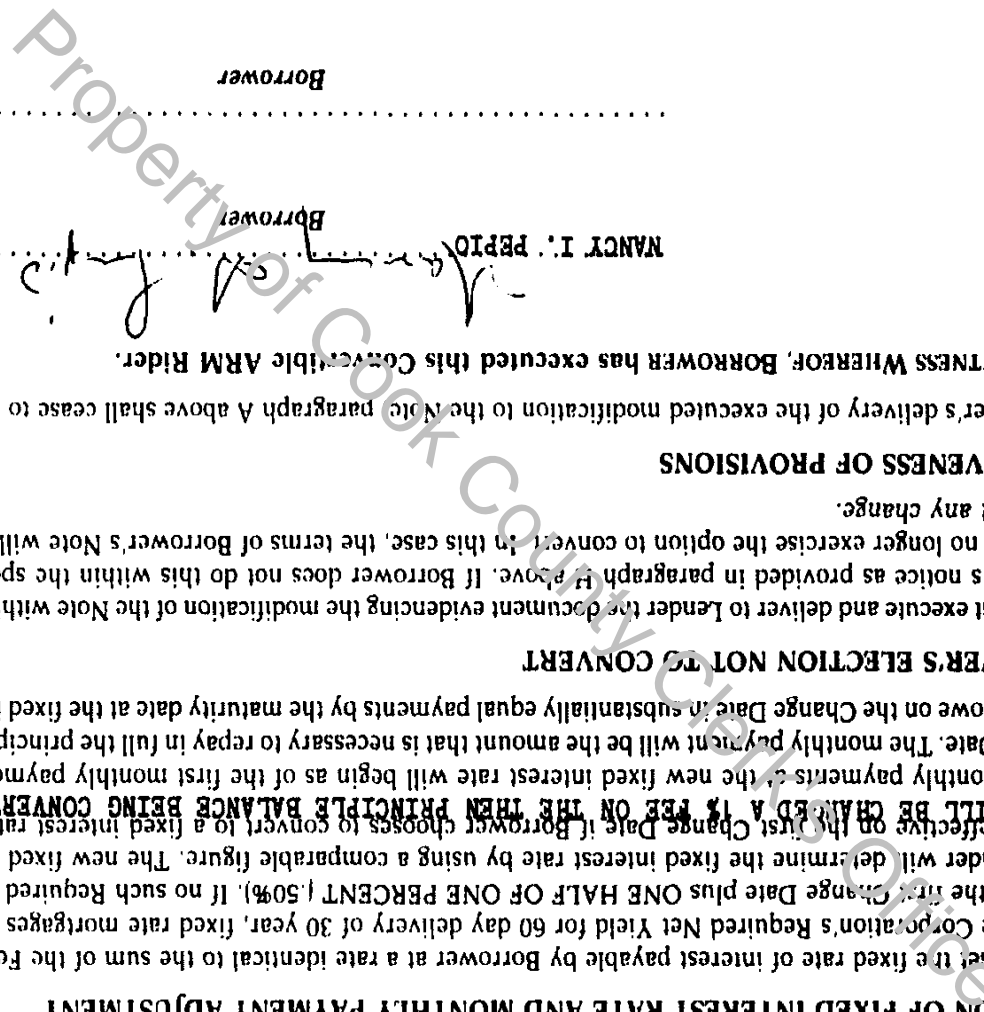 ON OF FIXED INTEREST RATE AND MONTHLY PAYMENT ADJUSTMENT
et the fixed rate of interest payable by Borrower at a rate identical to the sum of the Fe
e Corporation's Required Net Yield for 60 day delivery of 30 year, fixed rate mortgages
the first Change Date plus ONE HALF OF ONE PERCENT (.50%). If no such Required
der will determine the fixed interest rate by using a comparable figure. The new fixed
effective on the first Change Date if Borrower chooses to convert to a fixed interest rat
ILL BE CHARGED A 1% FEE ON THE THEN PRINCIPLE BALANCE BEING CONVER
onthly payments at the new fixed interest rate will begin as of the first monthly payme
Date. The monthly payment will be the amount that is necessary to repay in full the princip
owe on the Change Date in substantially equal payments by the maturity date at the fixed
VER'S ELECTION NOT TO CONVERT
t execute and deliver to Lender the document evidencing the modification of the Note withi
s notice as provided in paragraph H above. If Borrower does not do this within the sp
no longer exercise the option to convert. In this case, the terms of Borrower's Note will
t any change.
VENESS OF PROVISIONS
er's delivery of the executed modification to the Note paragraph A above shall cease to
TNESS WHEREOF, BORROWER has executed this Convertible ARM Rider.
NANCY I. PEPIO
Borrower
Borrower
Property of Cook County Clerk's Office